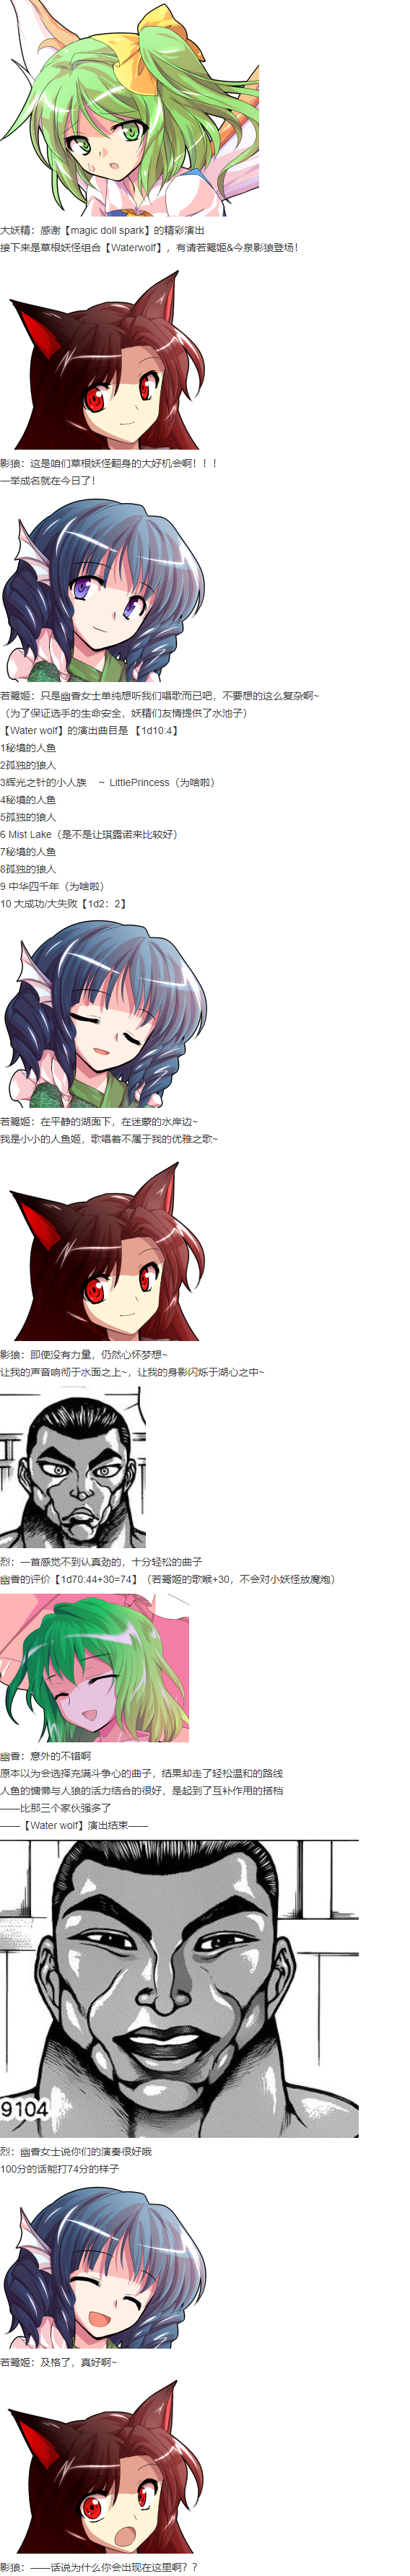 大妖精：感谢【magic doll spark】的精彩演出
接下来是草根妖怪组合【Waterwolf】，有请若鹭姬&今泉影狼登场！
影狼：这是咱们草根妖怪翻身的大好机会啊！！！
一举成名就在今日了！
若鹭姬：只是幽香女士单纯想听我们唱歌而已吧，不要想的这么复杂啊~
（为了保证选手的生命安全，妖精们友情提供了水池子）
【Water wolf】的演出曲目是 【1d10:4】
1秘境的人鱼
2孤独的狼人
3辉光之针的小人族　~ LittlePrincess（为啥啦）
4秘境的人鱼
5孤独的狼人
6 Mist Lake（是不是让琪露诺来比较好）
7秘境的人鱼
8孤独的狼人
9 中华四千年（为啥啦）
10 大成功/大失败【1d2：2】
若鹭姬：在平静的湖面下，在迷蒙的水岸边~
我是小小的人鱼姬，歌唱着不属于我的优雅之歌~
影狼：即使没有力量，仍然心怀梦想~
让我的声音响彻于水面之上~，让我的身影闪烁于湖心之中~
烈：一首感觉不到认真劲的，十分轻松的曲子
幽香的评价【1d70:44+30=74】（若鹭姬的歌喉+30，不会对小妖怪放魔炮）
幽香：意外的不错啊
原本以为会选择充满斗争心的曲子，结果却走了轻松温和的路线
人鱼的慵懒与人狼的活力结合的很好，是起到了互补作用的搭档
——比那三个家伙强多了
——【Water wolf】演出结束——
9104
烈：幽香女士说你们的演奏很好哦
100分的话能打74分的样子
若鹭姬：及格了，真好啊~
影狼：——话说为什么你会出现在这里啊？？